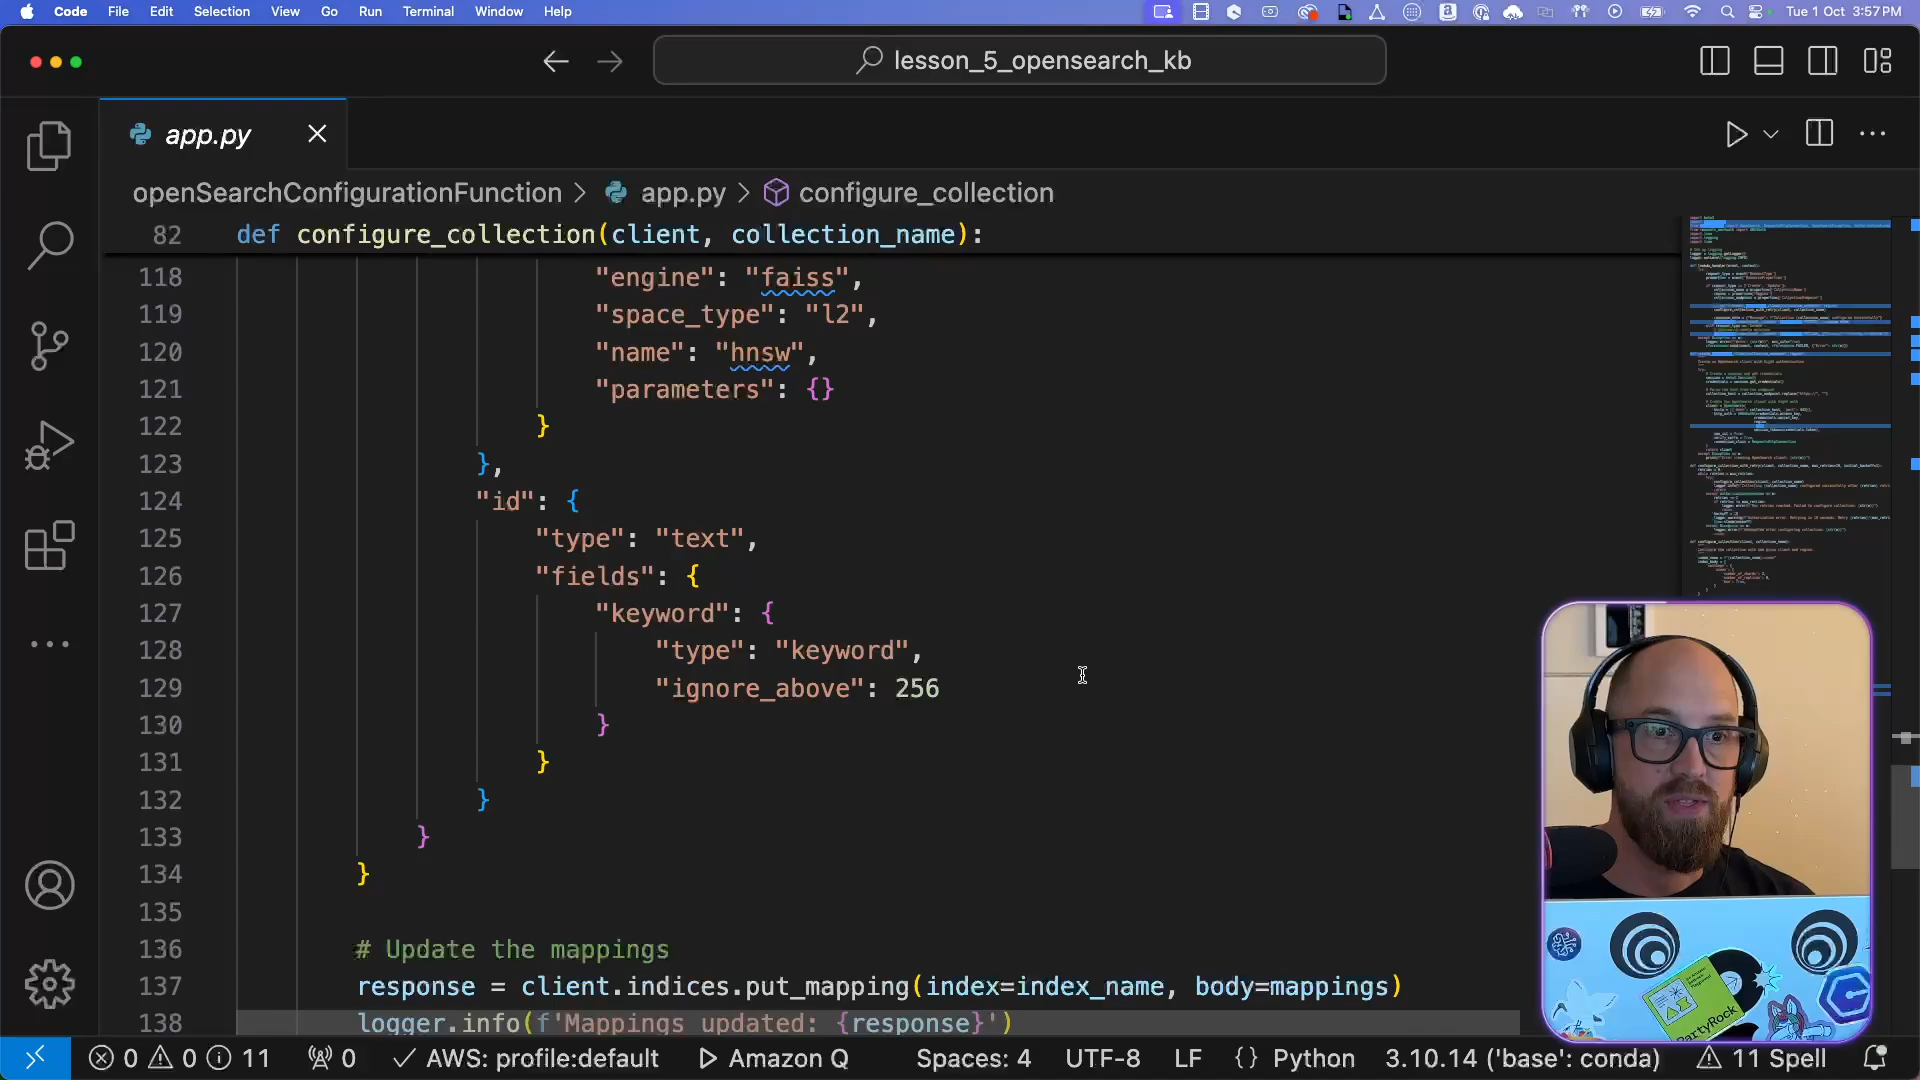 Code File Edit Selection View Go Run Terminal Window Help Tue 1 Oct 3:57 PM
lesson_5_opensearch_kb
app.py
openSearchConfigurationFunction > app.py > configure_collection
82 def configure_collection(client, collection_name):
118 "engine": "faiss",
119 "space_type": "l2",
120 "name": "hnsw",
121 "parameters": {}
122 }
123 },
124 "id": {
125 "type": "text",
126 "fields": {
127 "keyword": {
128 "type": "keyword",
129 "ignore_above": 256
130 }
131 }
132 }
133 }
134 }
135
136 # Update the mappings
137 response = client.indices.put_mapping(index=index_name, body=mappings)
138 logger.info(f'Mappings updated: {response}')
PartyRock
0 0 11 0 AWS: profile:default Amazon Q Spaces: 4 UTF-8 LF {} Python 3.10.14 ('base': conda) 11 Spell